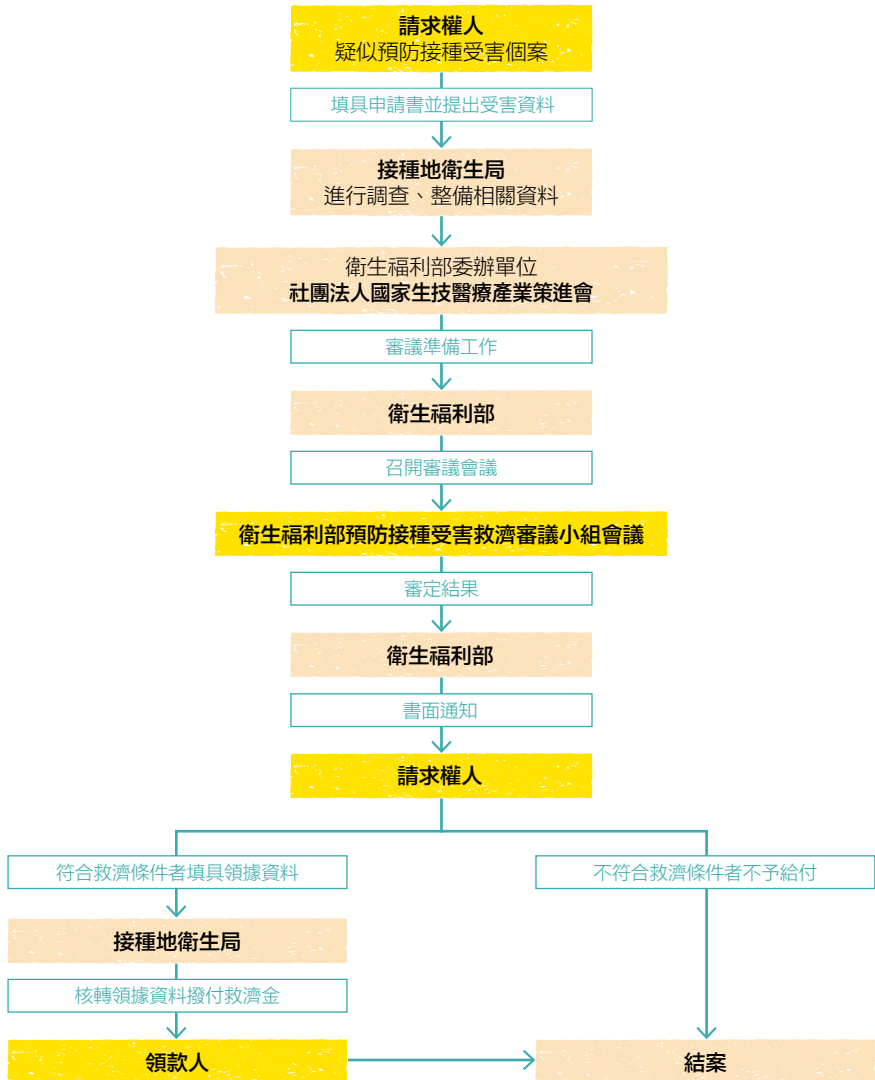 請求權人
疑似預防接種受害個案
填具申請書並提出受害資料
接種地衛生局
進行調查、整備相關資料
衛生福利部委辦單位
社團法人國家生技醫療產業策進會
審議準備工作
衛生福利部
召開審議會議
衛生福利部預防接種受害救濟審議小組會議
審定結果
衛生福利部
書面通知
請求權人
符合救濟條件者填具領據資料
不符合救濟條件者不予給付
接種地衛生局
核轉領據資料撥付救濟金
領款人
結案